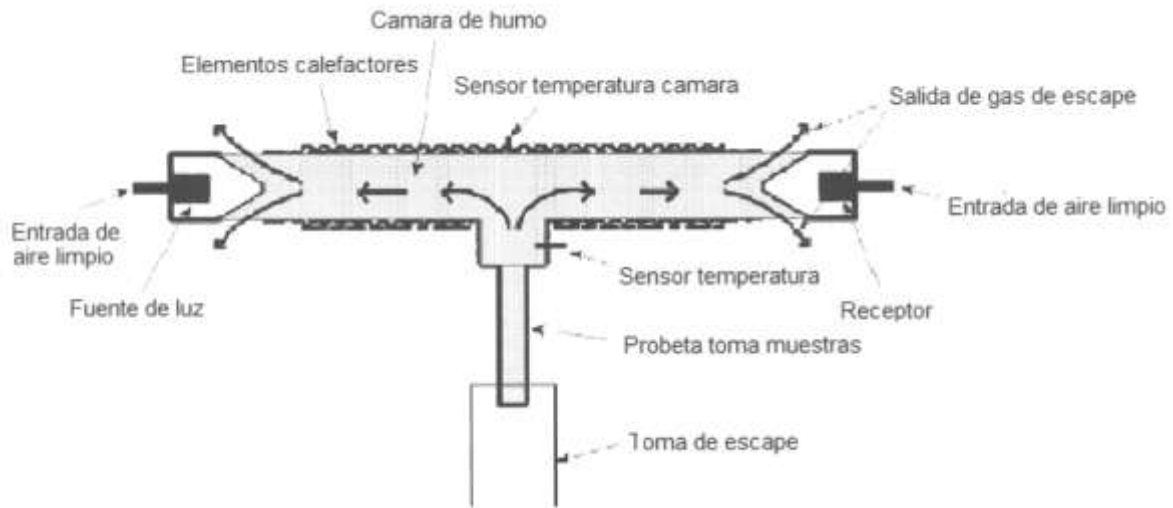 Camara de humo
Elementos calefactores
Sensor temperatura camara
Salida de gas de escape
Entrada de
aire limpio
Entrada de aire limpio
Fuente de luz
Sensor temperatura
Receptor
Probeta toma muestras
Toma de escape